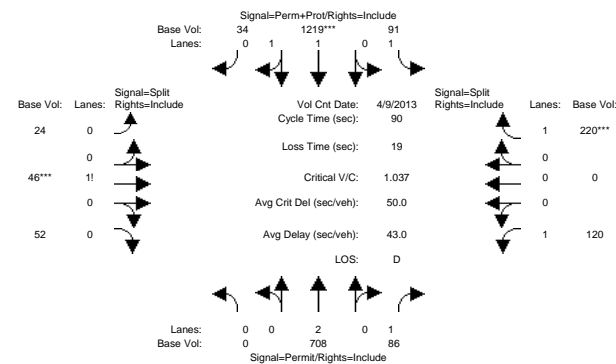 Signal=Perm+Prot/Rights=Include
Base Vol: 34 1219*** 91
Lanes: 0 1 1 0 1
Signal=Split
Base Vol: Lanes: Rights=Include
Vol Cnt Date: 4/9/2013
Signal=Split
Rights=Include Lanes: Base Vol:
24 0
Cycle Time (sec): 90
1 220***
0
Loss Time (sec): 19
0
46*** 1!
Critical V/C: 1.037
0 0
0
Avg Crit Del (sec/veh): 50.0
0
52 0
Avg Delay (sec/veh): 43.0
1 120
LOS: D
Lanes: 0 0 2 0 1
Base Vol: 0 708 86
Signal=Permit/Rights=Include